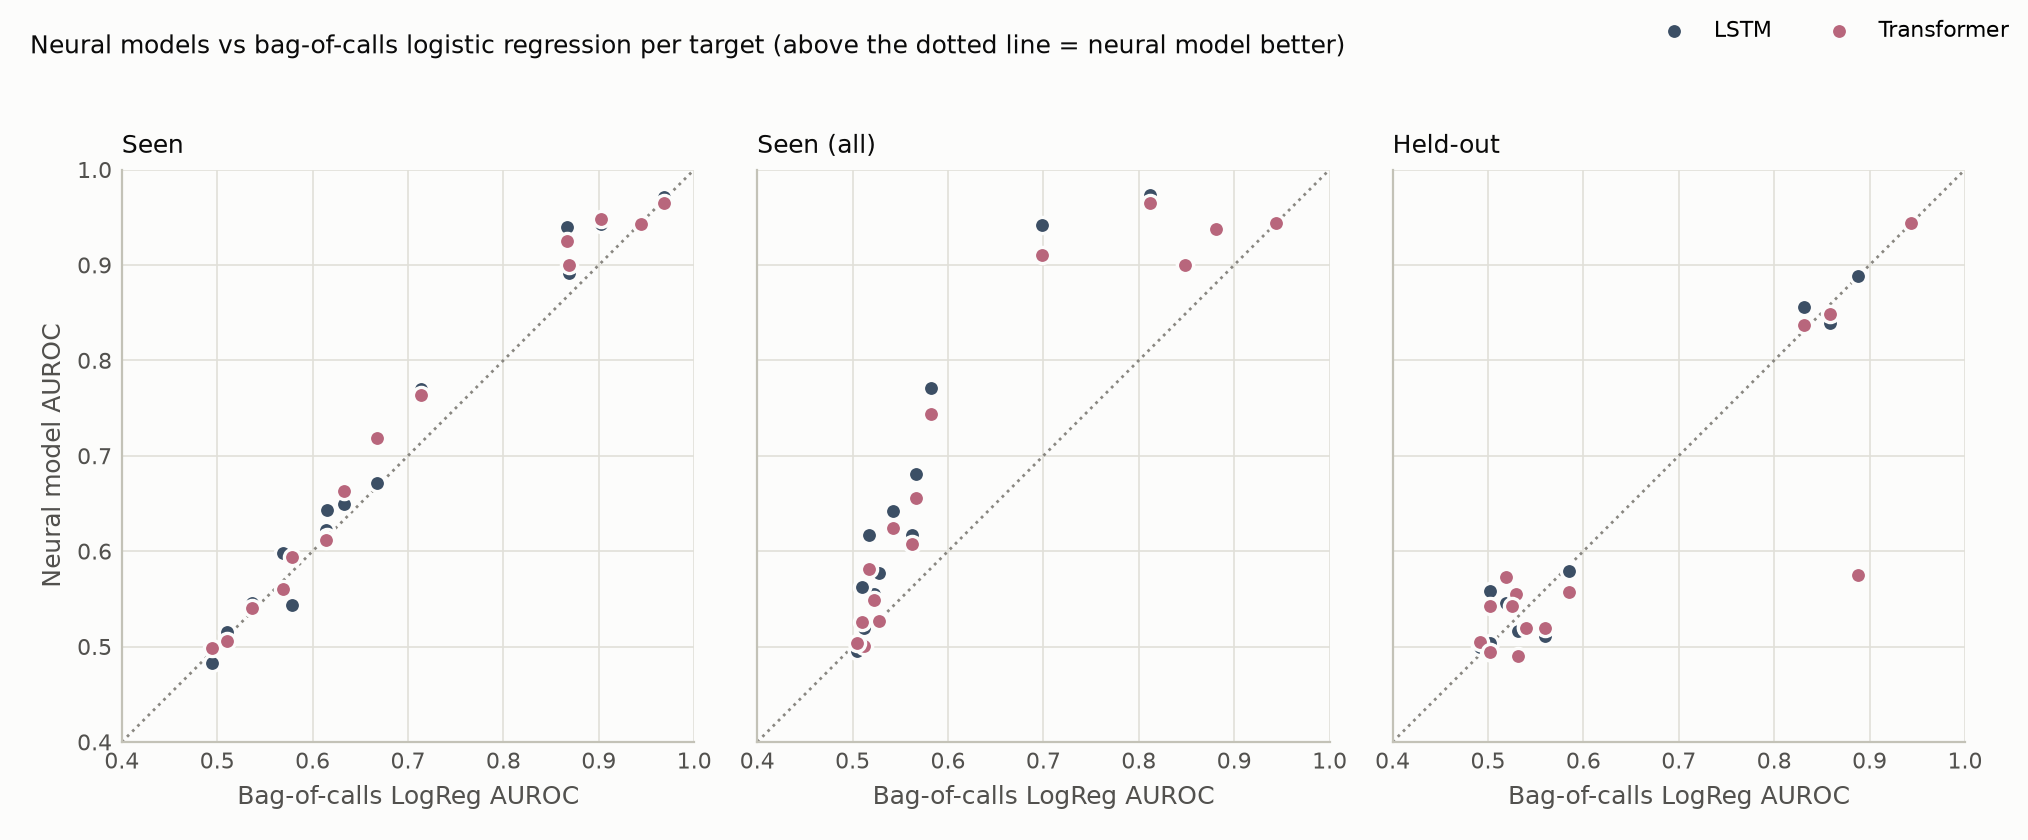 Neural models vs bag-of-calls logistic regression per target (above the dotted line = neural model better)
LSTM
Transformer
Seen
Seen (all)
Held-out
Neural model AUROC
1.0
0.9
0.8
0.7
0.6
0.5
0.4
0.4 0.5 0.6 0.7 0.8 0.9 1.0
0.4 0.5 0.6 0.7 0.8 0.9 1.0
0.4 0.5 0.6 0.7 0.8 0.9 1.0
Bag-of-calls LogReg AUROC
Bag-of-calls LogReg AUROC
Bag-of-calls LogReg AUROC